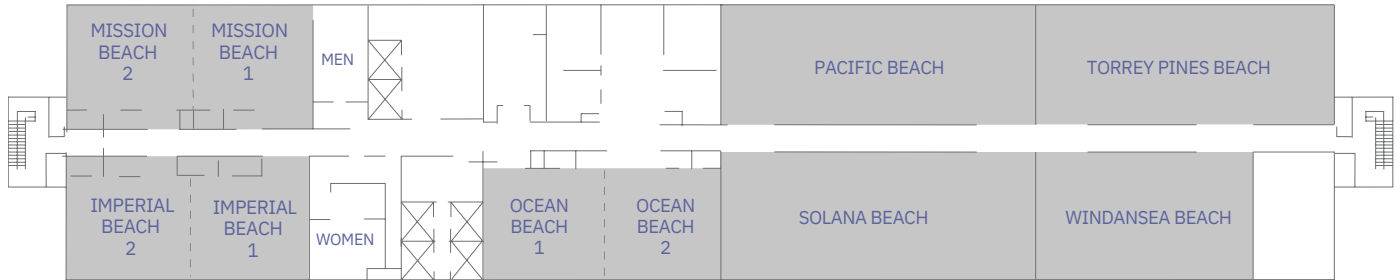 MISSION
BEACH
2
MISSION
BEACH
1
MEN
PACIFIC BEACH
TORREY PINES BEACH
IMPERIAL
BEACH
2
IMPERIAL
BEACH
1
WOMEN
OCEAN
BEACH
1
OCEAN
BEACH
2
SOLANA BEACH
WINDANSEA BEACH